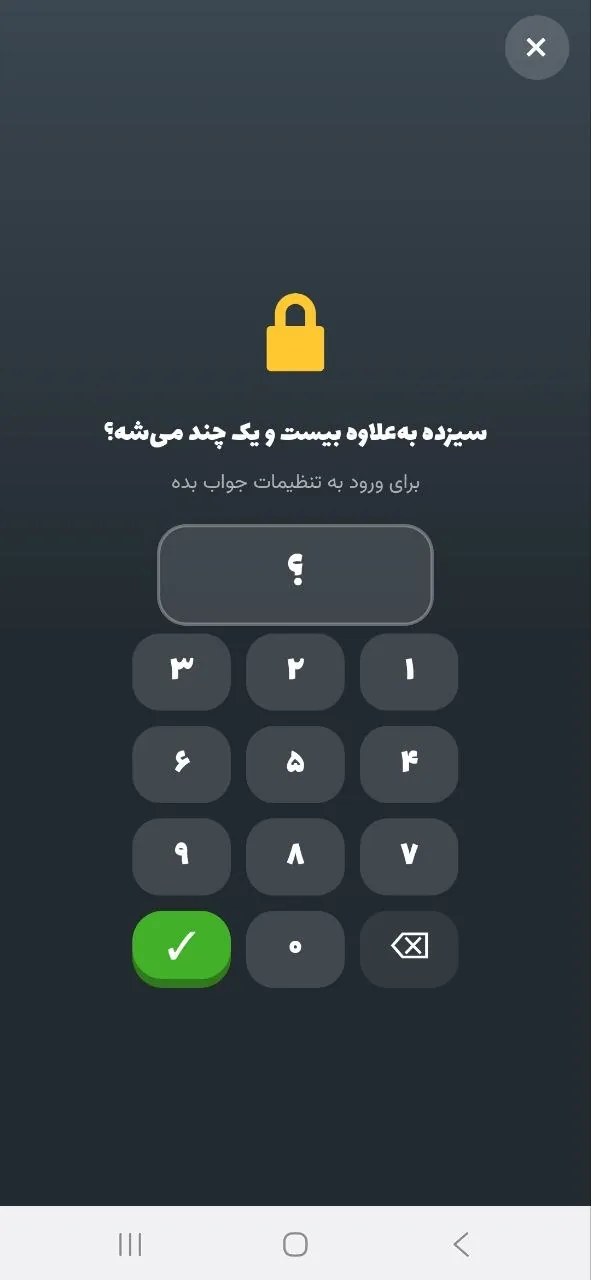 سیزده به‌علاوه بیست و یک چند می‌شه؟
برای ورود به تنظیمات جواب بده
؟
۱ ۲ ۳
۴ ۵ ۶
۷ ۸ ۹
۰